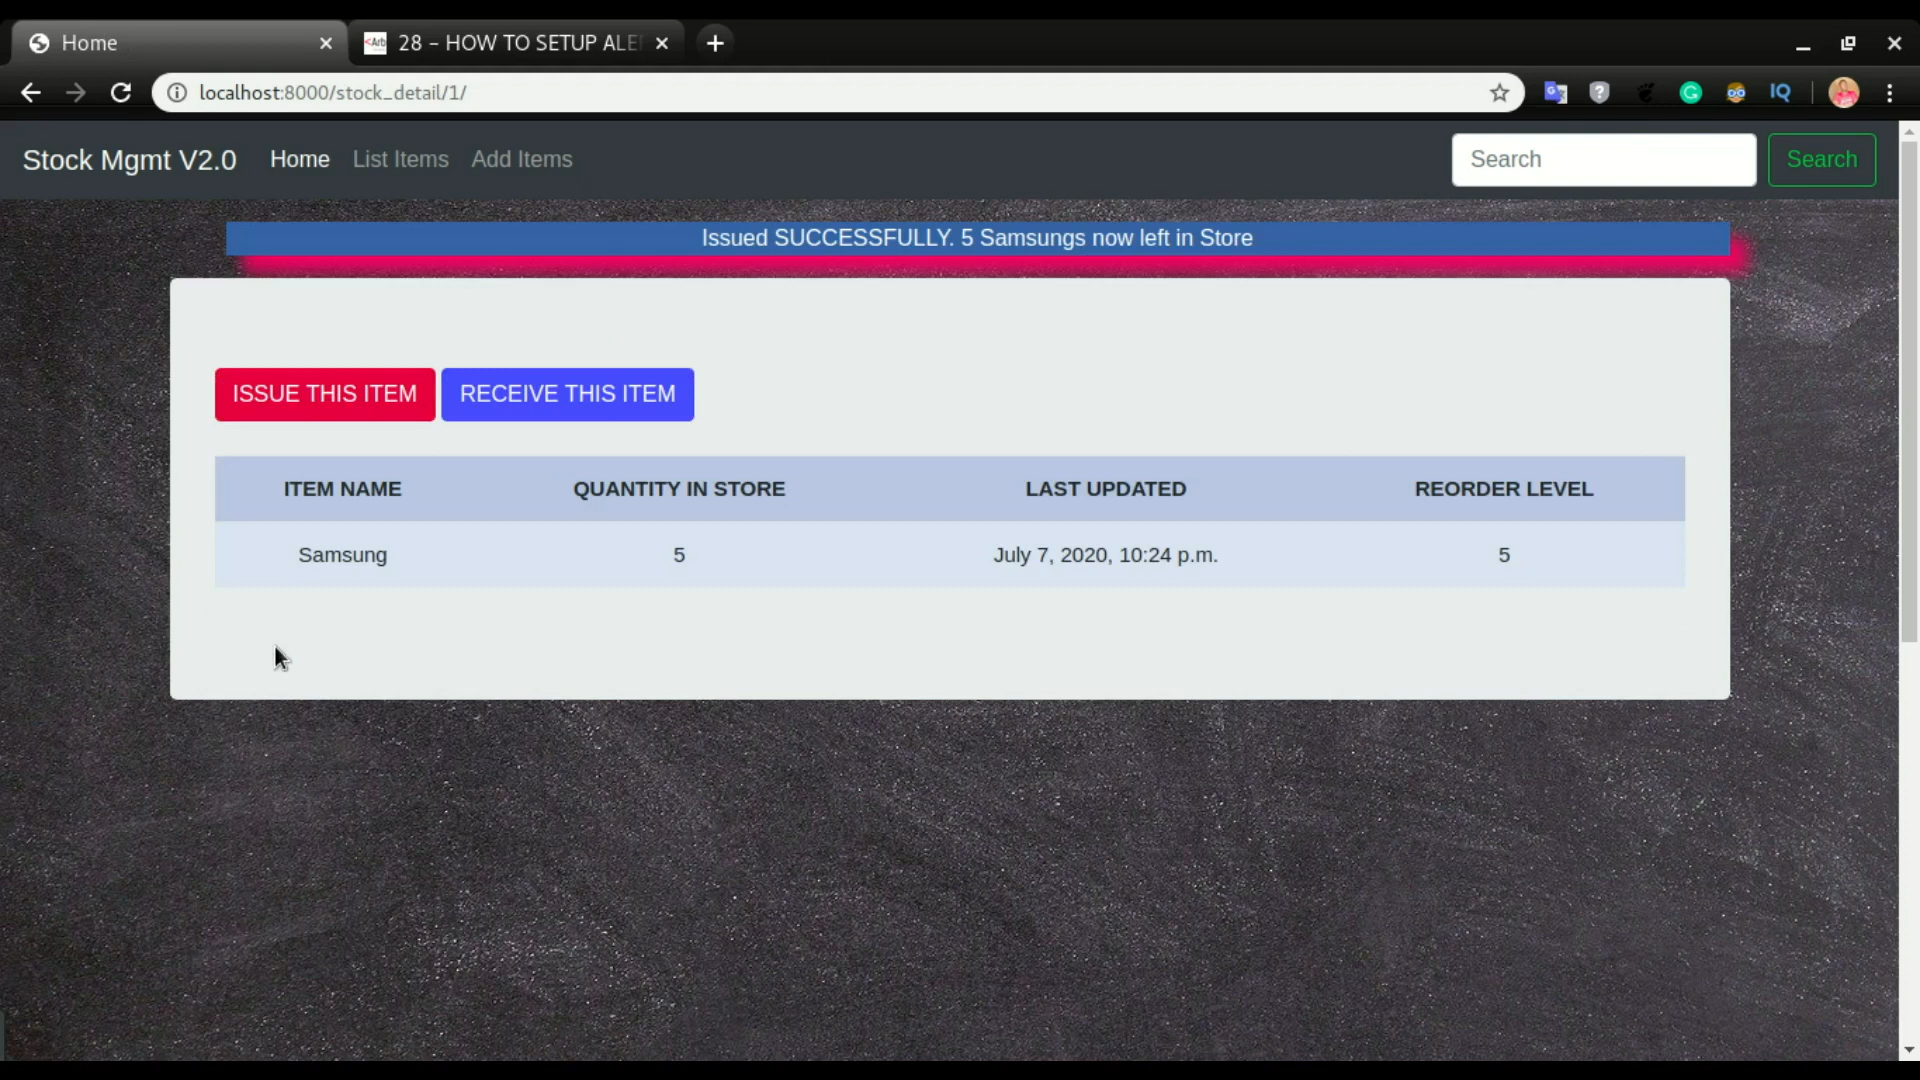 Home
28 – HOW TO SETUP ALE
localhost:8000/stock_detail/1/
IQ
Stock Mgmt V2.0 Home List Items Add Items Search Search
Issued SUCCESSFULLY. 5 Samsungs now left in Store
ISSUE THIS ITEM RECEIVE THIS ITEM
ITEM NAME QUANTITY IN STORE LAST UPDATED REORDER LEVEL
Samsung 5 July 7, 2020, 10:24 p.m. 5